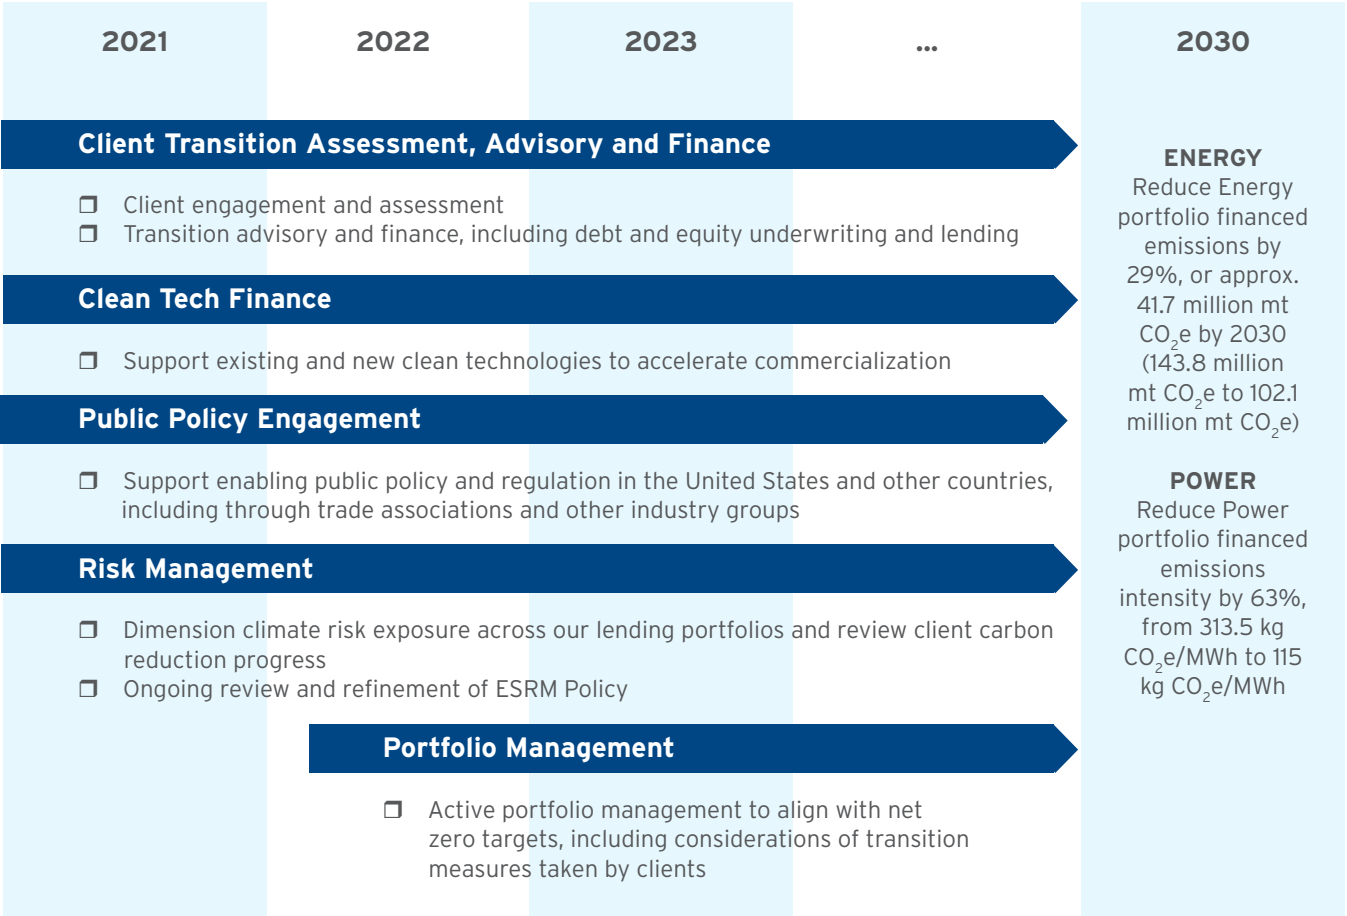 2021
2022
2023
...
2030
Client Transition Assessment, Advisory and Finance
❒ Client engagement and assessment
❒ Transition advisory and finance, including debt and equity underwriting and lending
Clean Tech Finance
❒ Support existing and new clean technologies to accelerate commercialization
Public Policy Engagement
❒ Support enabling public policy and regulation in the United States and other countries,
including through trade associations and other industry groups
Risk Management
❒ Dimension climate risk exposure across our lending portfolios and review client carbon
reduction progress
❒ Ongoing review and refinement of ESRM Policy
Portfolio Management
❒ Active portfolio management to align with net
zero targets, including considerations of transition
measures taken by clients
ENERGY
Reduce Energy
portfolio financed
emissions by
29%, or approx.
41.7 million mt
CO₂e by 2030
(143.8 million
mt CO₂e to 102.1
million mt CO₂e)
POWER
Reduce Power
portfolio financed
emissions
intensity by 63%,
from 313.5 kg
CO₂e/MWh to 115
kg CO₂e/MWh